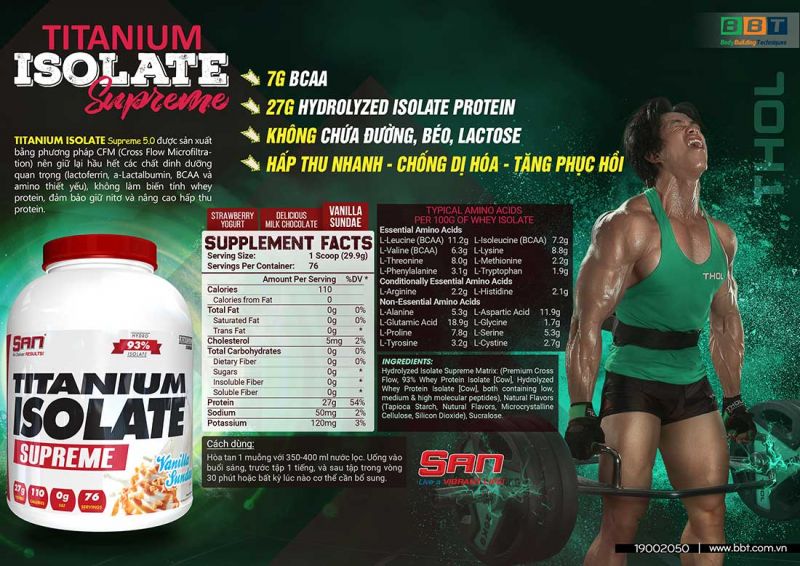 TITANIUM
ISOLATE
Supreme
TITANIUM ISOLATE Supreme 5.0 được sản xuất
bằng phương pháp CFM (Cross Flow Microfiltra-
tion) nên giữ lại hầu hết các chất dinh dưỡng
quan trọng (lactoferrin, a-Lactalbumin, BCAA và
amino thiết yếu), không làm biến tính whey
protein, đảm bảo giữ nitơ và nâng cao hấp thu
protein.
7G BCAA
27G HYDROLYZED ISOLATE PROTEIN
KHÔNG CHỨA ĐƯỜNG, BÉO, LACTOSE
HẤP THU NHANH - CHỐNG DỊ HÓA - TĂNG PHỤC HỒI
BBT
BodyBuildingTechniques
THOL
STRAWBERRY
YOGURT
DELICIOUS
MILK CHOCOLATE
VANILLA
SUNDAE
SUPPLEMENT FACTS
Serving Size: 1 Scoop (29.9g)
Servings Per Container: 76
Amount Per Serving %DV *
Calories 110
Calories from Fat 0
Total Fat 0g 0%
Saturated Fat 0g 0%
Trans Fat 0g *
Cholesterol 5mg 2%
Total Carbohydrates 0g 0%
Dietary Fiber 0g 0%
Sugars 0g *
Insoluble Fiber 0g *
Soluble Fiber 0g *
Protein 27g 54%
Sodium 50mg 2%
Potassium 120mg 3%
TYPICAL AMINO ACIDS
PER 100G OF WHEY ISOLATE
Essential Amino Acids
L-Leucine (BCAA) 11.2g L-Isoleucine (BCAA) 7.2g
L-Valine (BCAA) 6.3g L-Lysine 8.8g
L-Threonine 8.0g L-Methionine 2.2g
L-Phenylalanine 3.1g L-Tryptophan 1.9g
Conditionally Essential Amino Acids
L-Arginine 2.2g L-Histidine 2.1g
Non-Essential Amino Acids
L-Alanine 5.3g L-Aspartic Acid 11.9g
L-Glutamic Acid 18.9g L-Glycine 1.7g
L-Proline 7.8g L-Serine 5.3g
L-Tyrosine 3.2g L-Cystine 2.7g
INGREDIENTS:
Hydrolyzed Isolate Supreme Matrix: (Premium Cross
Flow, 93% Whey Protein Isolate [Cow], Hydrolyzed
Whey Protein Isolate [Cow], both containing low,
medium & high molecular peptides), Natural Flavors
(Tapioca Starch, Natural Flavors, Microcrystalline
Cellulose, Silicon Dioxide), Sucralose.
Cách dùng:
Hòa tan 1 muỗng với 350-400 ml nước lọc. Uống vào
buổi sáng, trước tập 1 tiếng, và sau tập trong vòng
30 phút hoặc bất kỳ lúc nào cơ thể cần bổ sung.
SAN
HYDRO
93%
ISOLATE
TITANIUM
ISOLATE
SUPREME
Vanilla
Sundae
27g
110
0g
FAT
76
SERVINGS
SAN
Live a VIBRANT Life!
THOL
19002050 | www.bbt.com.vn